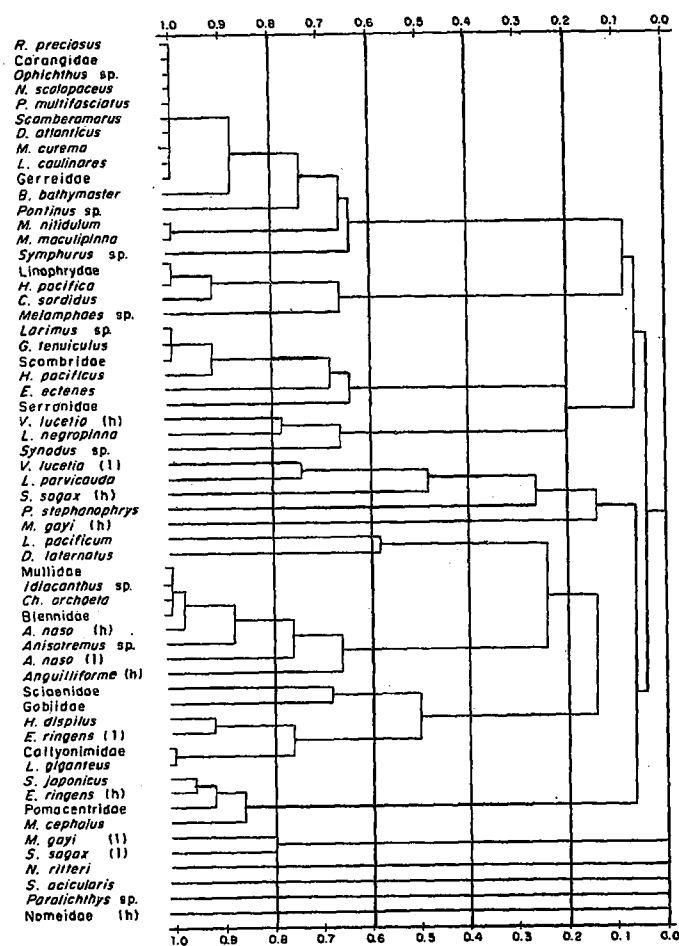 1.0 0.8 0.7 0.6 0.4 0.3 0.2 0.1 0.0
R. preciosus
Carangidae
Ophichthus sp.
N. scolopaceus
P. multifasciatus
Scomberomorus
D. atlanticus
M. curema
L. caulinares
Gerreidae
B. bathymaster
Pontinus sp.
M. nitidulum
M. maculipinna
Symphurus sp.
Linophrydae
H. pacifica
C. sordidus
Melamphaes sp.
Larimus sp.
G. tenuiculus
Scombridae
H. pacificus
E. ectenes
Serranidae
V. lucetia (h)
L. negropinna
Synodus sp.
V. lucetia (l)
L. parvicauda
S. sagax (h)
P. stephanophrys
M. gayi (h)
L. pacificum
D. laternatus
Mullidae
Idiacanthus sp.
Ch. archaeta
Blennidae
A. naso (h)
Anisotremus sp.
A. naso (l)
Anguilliforme (h)
Sciaenidae
Gobiidae
H. dispilus
E. ringens (l)
Callyonimidae
L. giganteus
S. japonicus
E. ringens (h)
Pomacentridae
M. cephalus
M. gayi (l)
S. sagax (l)
N. ritteri
S. acicularis
Paralichthys sp.
Nomeidae (h)
1.0 0.9 0.8 0.7 0.6 0.5 0.4 0.3 0.2 0.1 0.0